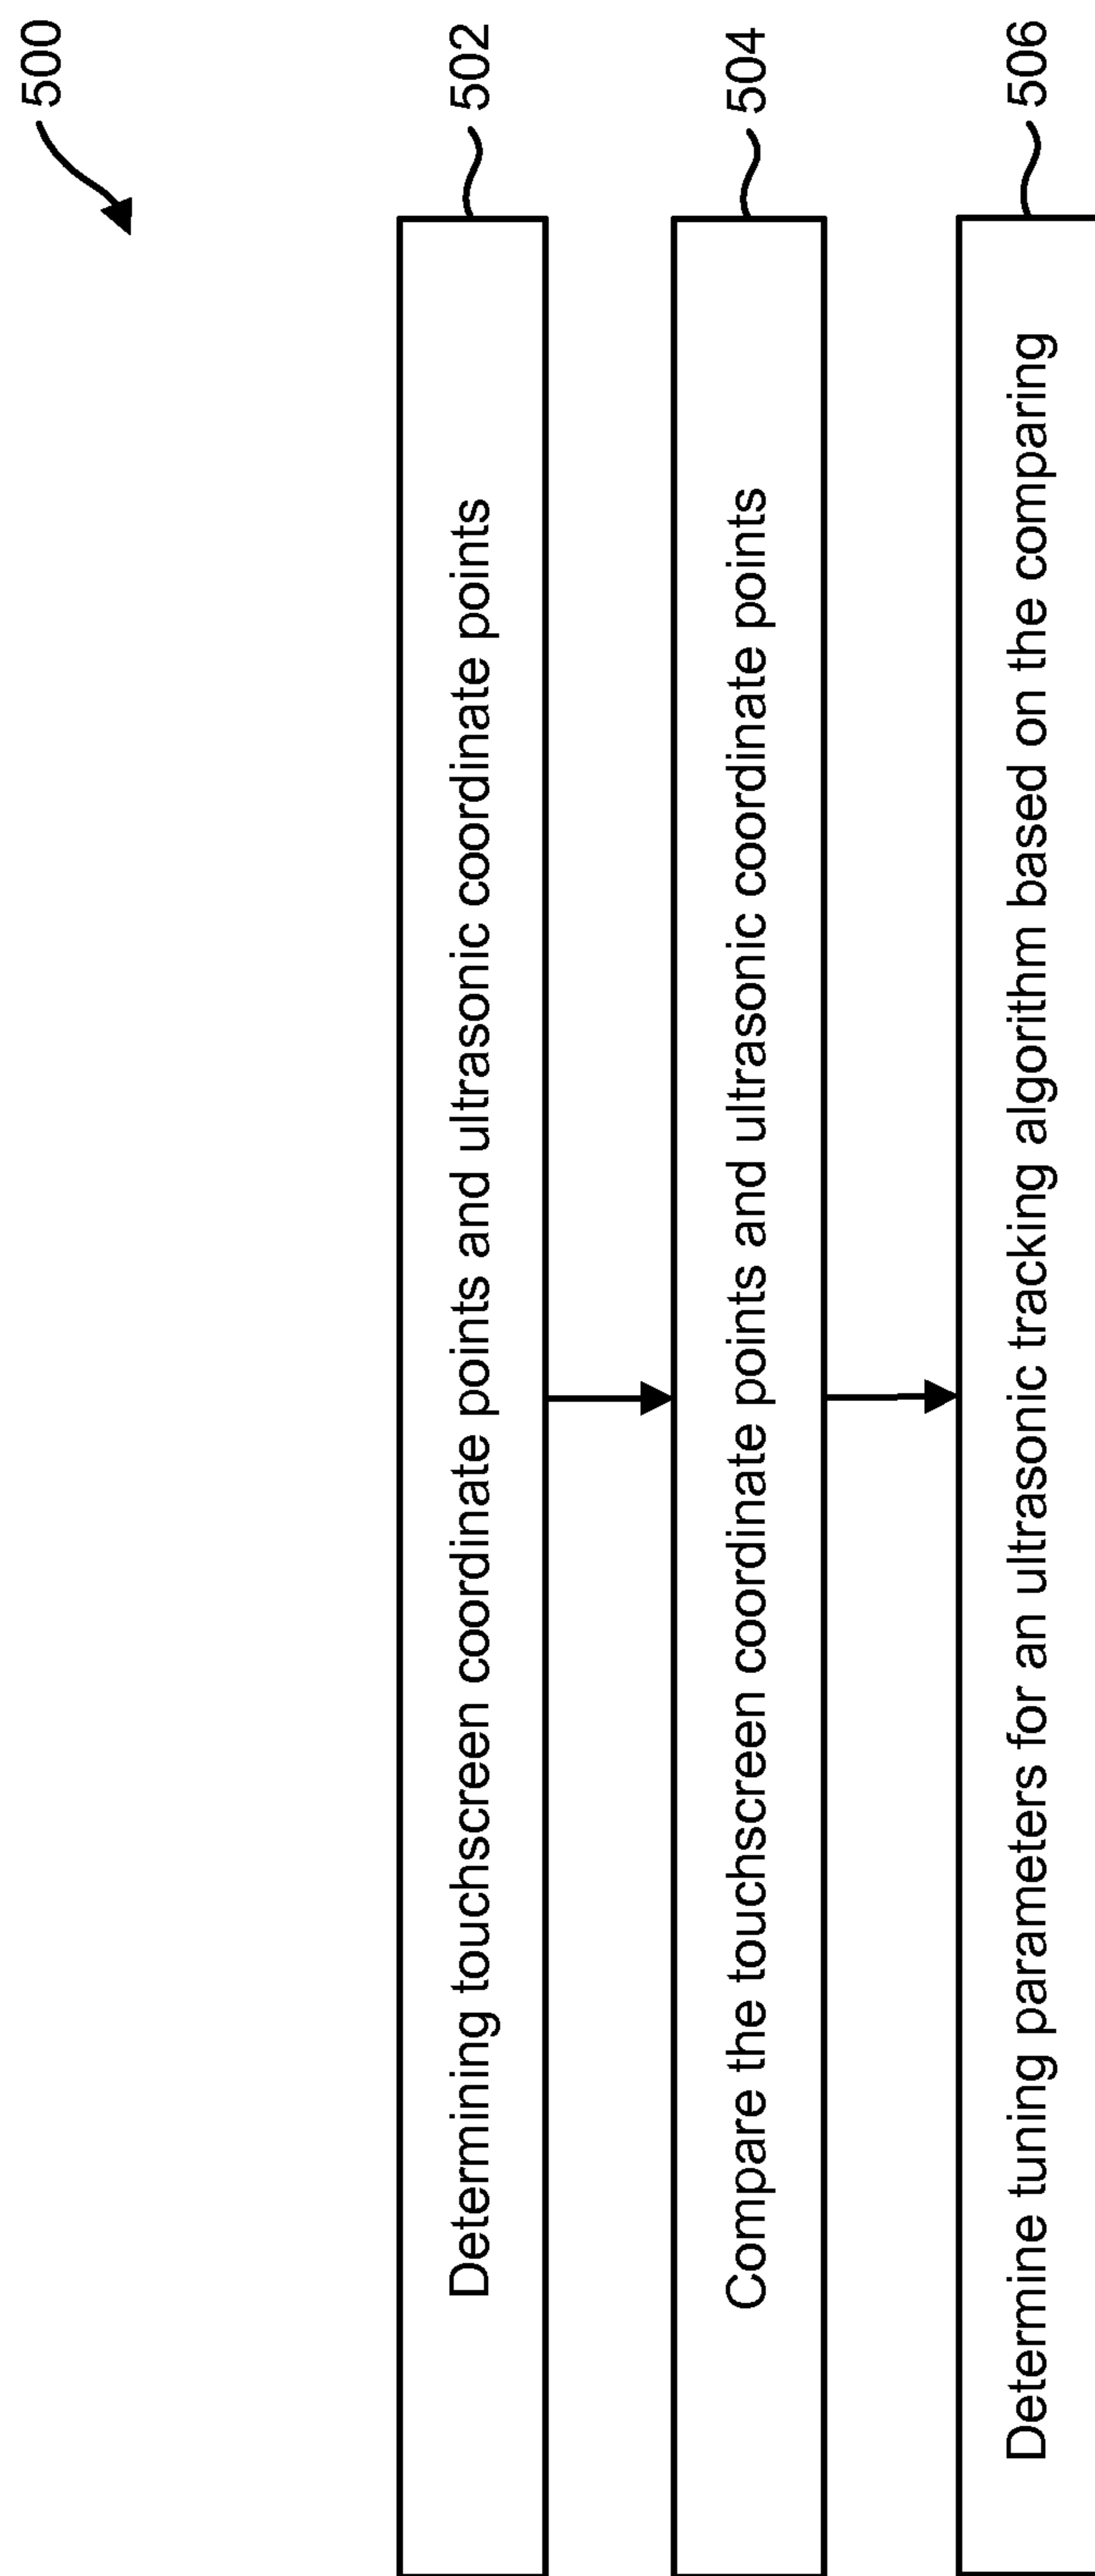 500
Determining touchscreen coordinate points and ultrasonic coordinate points
502
Compare the touchscreen coordinate points and ultrasonic coordinate points
504
Determine tuning parameters for an ultrasonic tracking algorithm based on the comparing
506